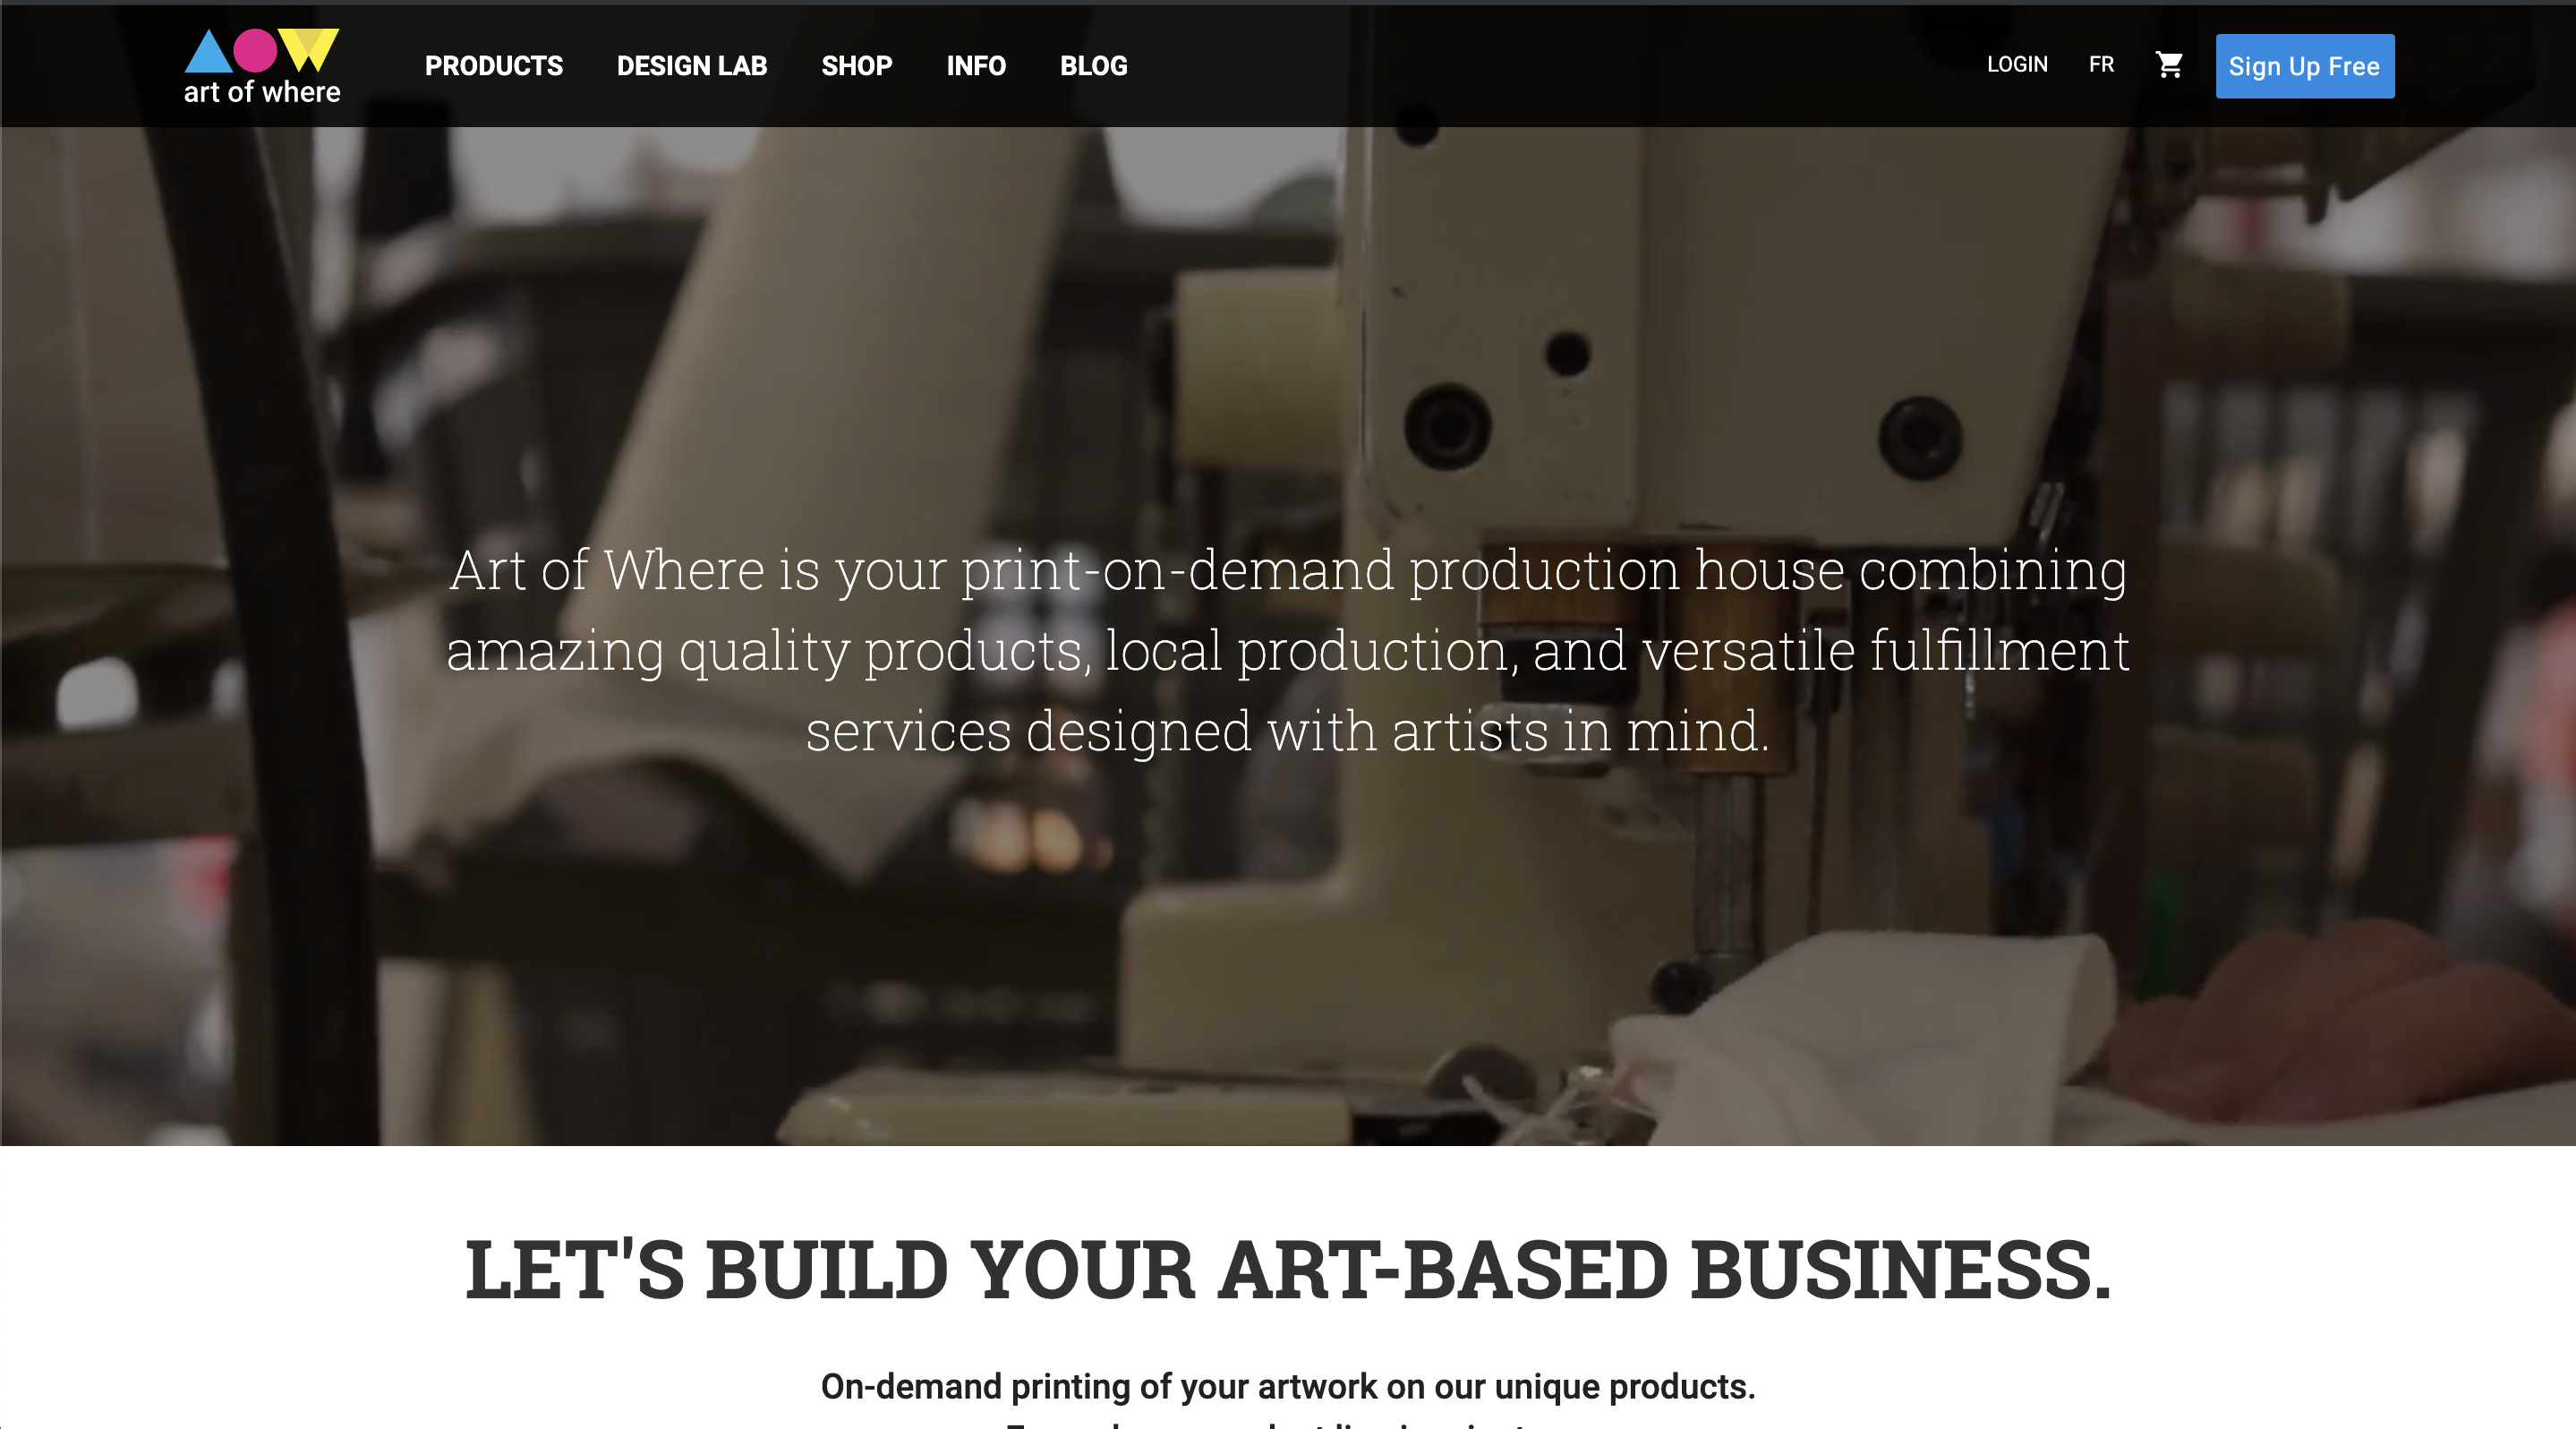 art of where
PRODUCTS DESIGN LAB SHOP INFO BLOG
LOGIN FR Sign Up Free
Art of Where is your print-on-demand production house combining
amazing quality products, local production, and versatile fulfillment
services designed with artists in mind.
LET'S BUILD YOUR ART-BASED BUSINESS.
On-demand printing of your artwork on our unique products.